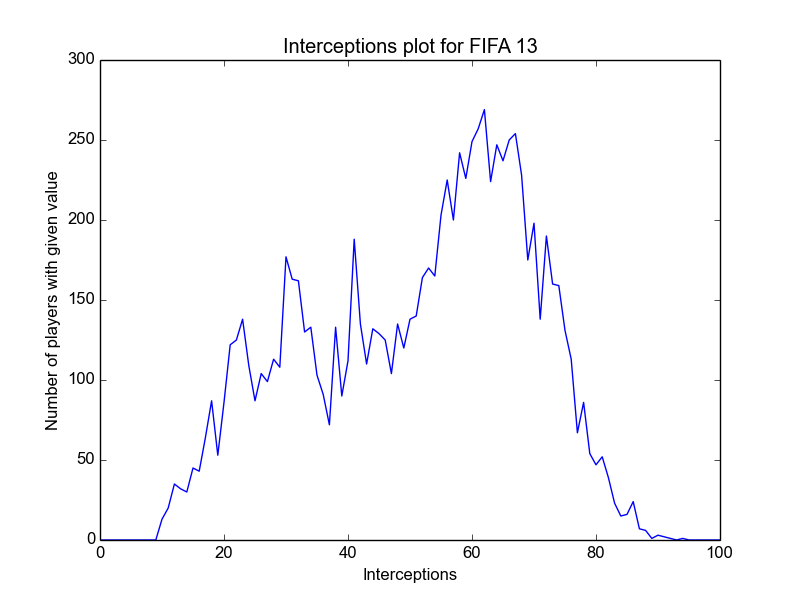 Interceptions plot for FIFA 13
Number of players with given value
300
250
200
150
100
50
0
0 20 40 60 80 100
Interceptions